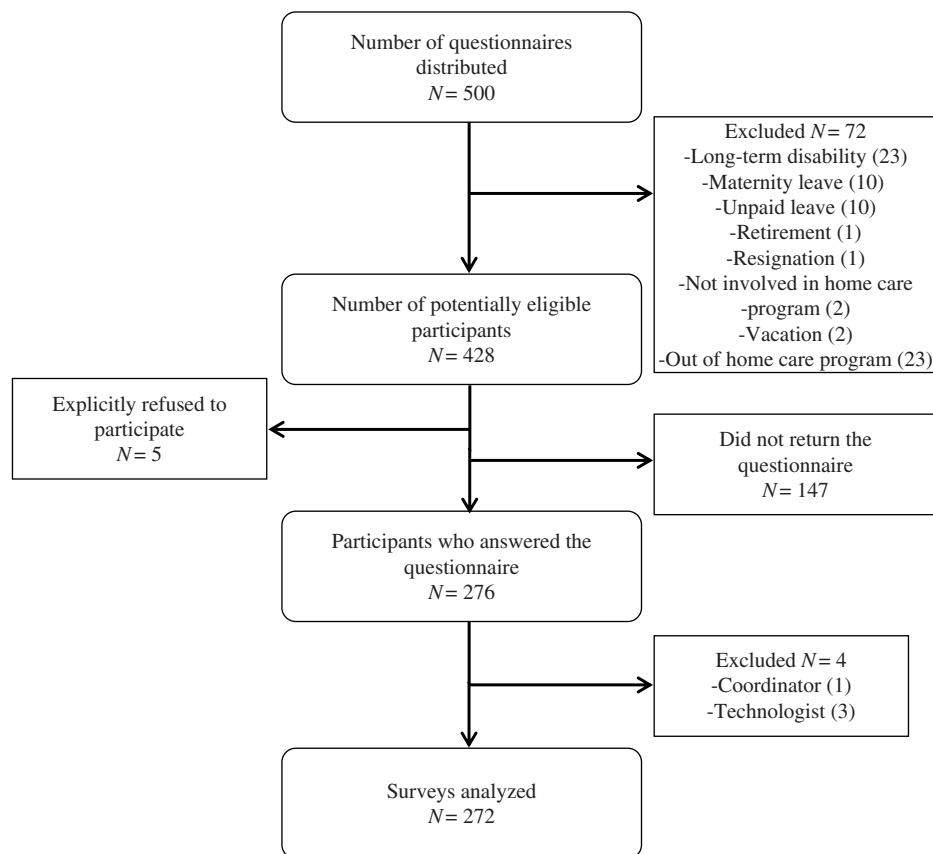 Number of questionnaires
distributed
N = 500
Excluded N = 72
-Long-term disability (23)
-Maternity leave (10)
-Unpaid leave (10)
-Retirement (1)
-Resignation (1)
-Not involved in home care
-program (2)
-Vacation (2)
-Out of home care program (23)
Number of potentially eligible
participants
N = 428
Explicitly refused to
participate
N = 5
Did not return the
questionnaire
N = 147
Participants who answered the
questionnaire
N = 276
Excluded N = 4
-Coordinator (1)
-Technologist (3)
Surveys analyzed
N = 272